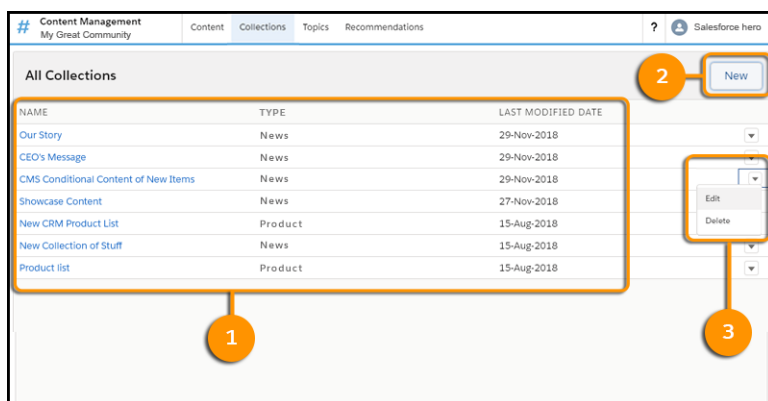 # Content Management
My Great Community
Content Collections Topics Recommendations
? Salesforce hero
All Collections
2
New
NAME TYPE LAST MODIFIED DATE
Our Story News 29-Nov-2018
CEO's Message News 29-Nov-2018
CMS Conditional Content of New Items News 29-Nov-2018
Showcase Content News 27-Nov-2018
Edit
New CRM Product List Product 15-Aug-2018
Delete
New Collection of Stuff News 15-Aug-2018
Product list Product 15-Aug-2018
1
3